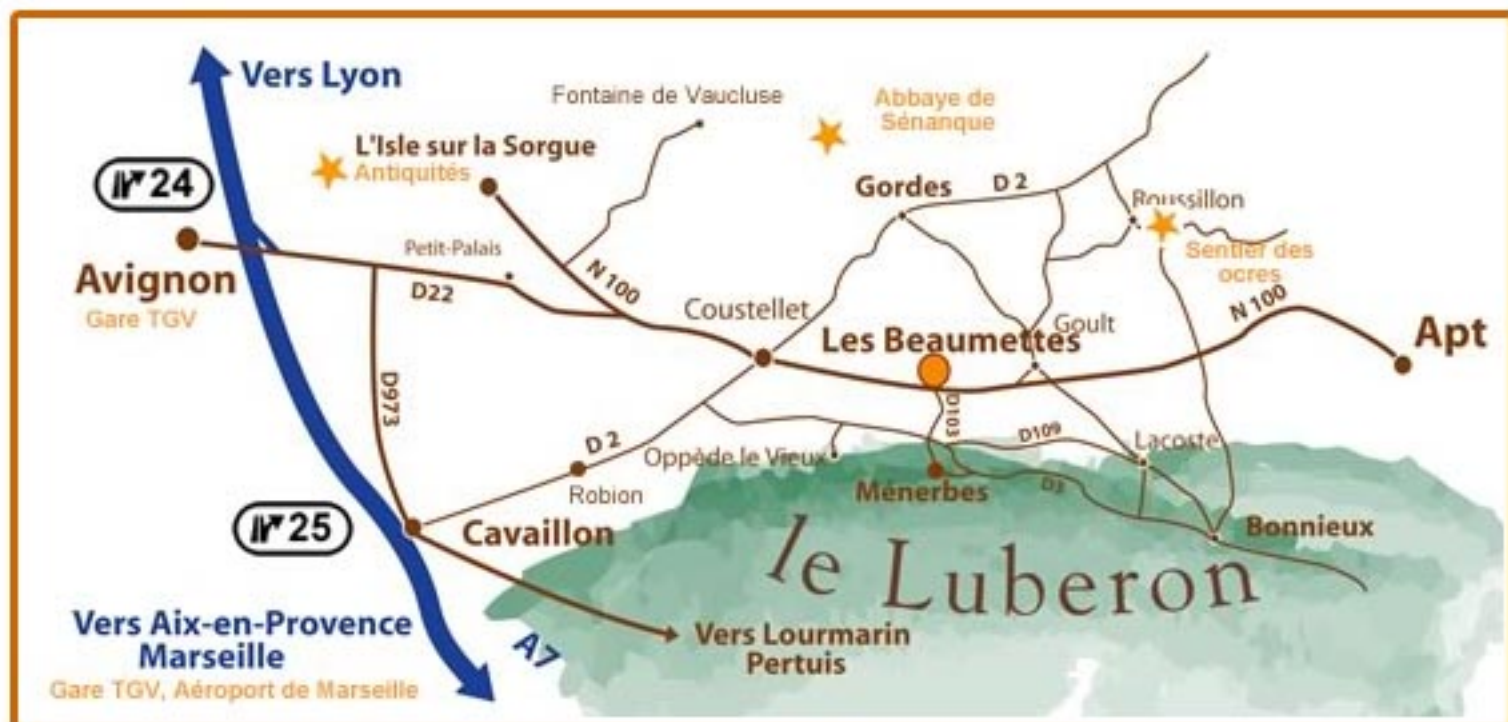 Vers Lyon
Fontaine de Vaucluse
Abbaye de
Sénanque
L'Isle sur la Sorgue
Antiquités
24
Gordes
D 2
Roussillon
Sentier des
ocres
Avignon
Gare TGV
Petit-Palais
D22
N 100
Coustellet
Les Beaumettes
Goult
N 100
Apt
D973
D 2
D103
D109
Oppède le Vieux
Lacoste
Robion
Ménerbes
D3
25
Cavaillon
Bonnieux
le Luberon
Vers Aix-en-Provence
Marseille
Gare TGV, Aéroport de Marseille
A7
Vers Lourmarin
Pertuis